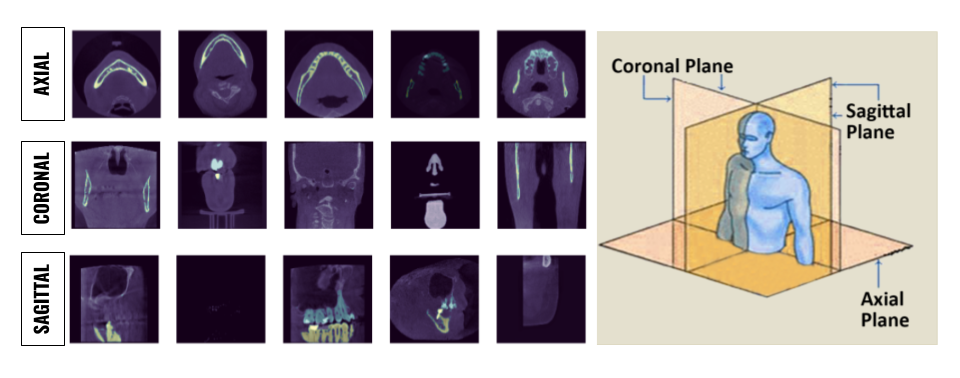 AXIAL
CORONAL
SAGITTAL
Coronal Plane
Sagittal
Plane
Axial
Plane